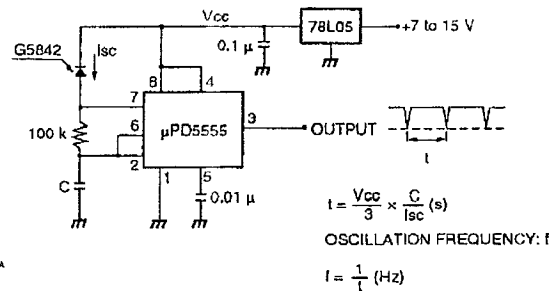 Vcc
78L05
+7 to 15 V
G5842
Isc
0.1 μ
8
4
7
100 k
6
μPD5555
3
OUTPUT
2
t
C
1
5
0.01 μ
t = Vcc/3 × C/Isc (s)
OSCILLATION FREQUENCY: f
f = 1/t (Hz)